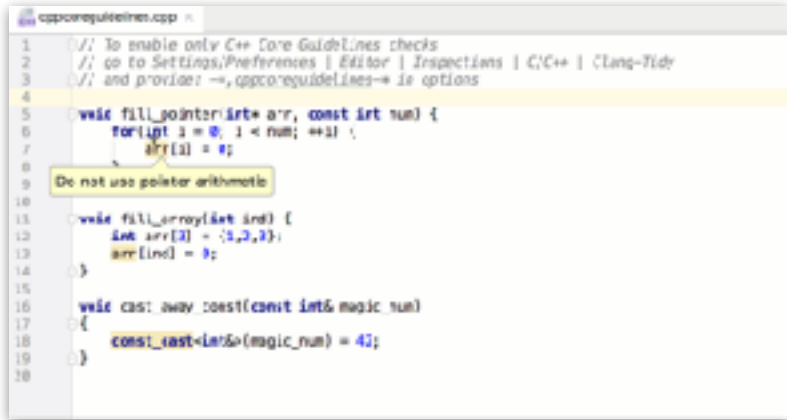 cppcoreguidelines.cpp
1 // To enable only C++ Core Guidelines checks
2 // go to Settings/Preferences | Editor | Inspections | C/C++ | Clang-Tidy
3 // and provide: -*,cppcoreguidelines-* in options
4
5 void fill_pointer(int* arr, const int num) {
6 for(int i = 0; i < num; ++i) {
7 arr[i] = 0;
8 }
Do not use pointer arithmetic
9
10
11 void fill_array(int ind) {
12 int arr[3] = {1,2,3};
13 arr[ind] = 0;
14 }
15
16 void cast_away_const(const int& magic_num)
17 {
18 const_cast<int&>(magic_num) = 42;
19 }
20